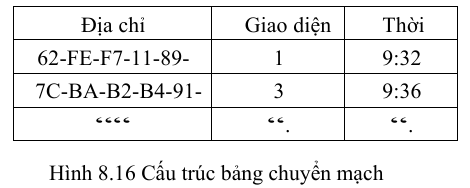 Địa chỉ Giao diện Thời
62-FE-F7-11-89- 1 9:32
7C-BA-B2-B4-91- 3 9:36
““ “. “.
Hình 8.16 Cấu trúc bảng chuyển mạch